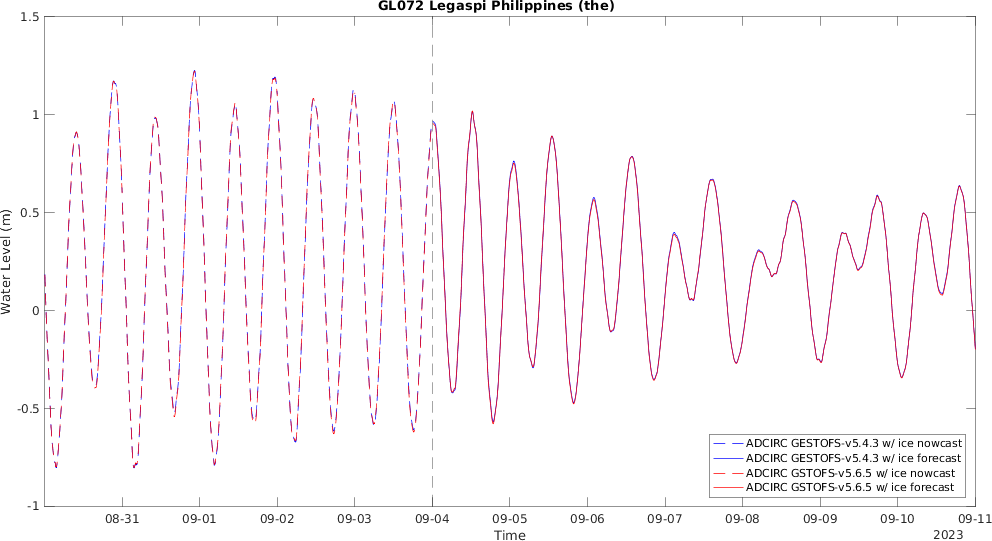 GL072 Legaspi Philippines (the)
1.5
1
0.5
0
-0.5
-1
Water Level (m)
08-31
09-01
09-02
09-03
09-04
09-05
09-06
09-07
09-08
09-09
09-10
09-11
Time
2023
ADCIRC GESTOFS-v5.4.3 w/ ice nowcast
ADCIRC GESTOFS-v5.4.3 w/ ice forecast
ADCIRC GSTOFS-v5.6.5 w/ ice nowcast
ADCIRC GSTOFS-v5.6.5 w/ ice forecast